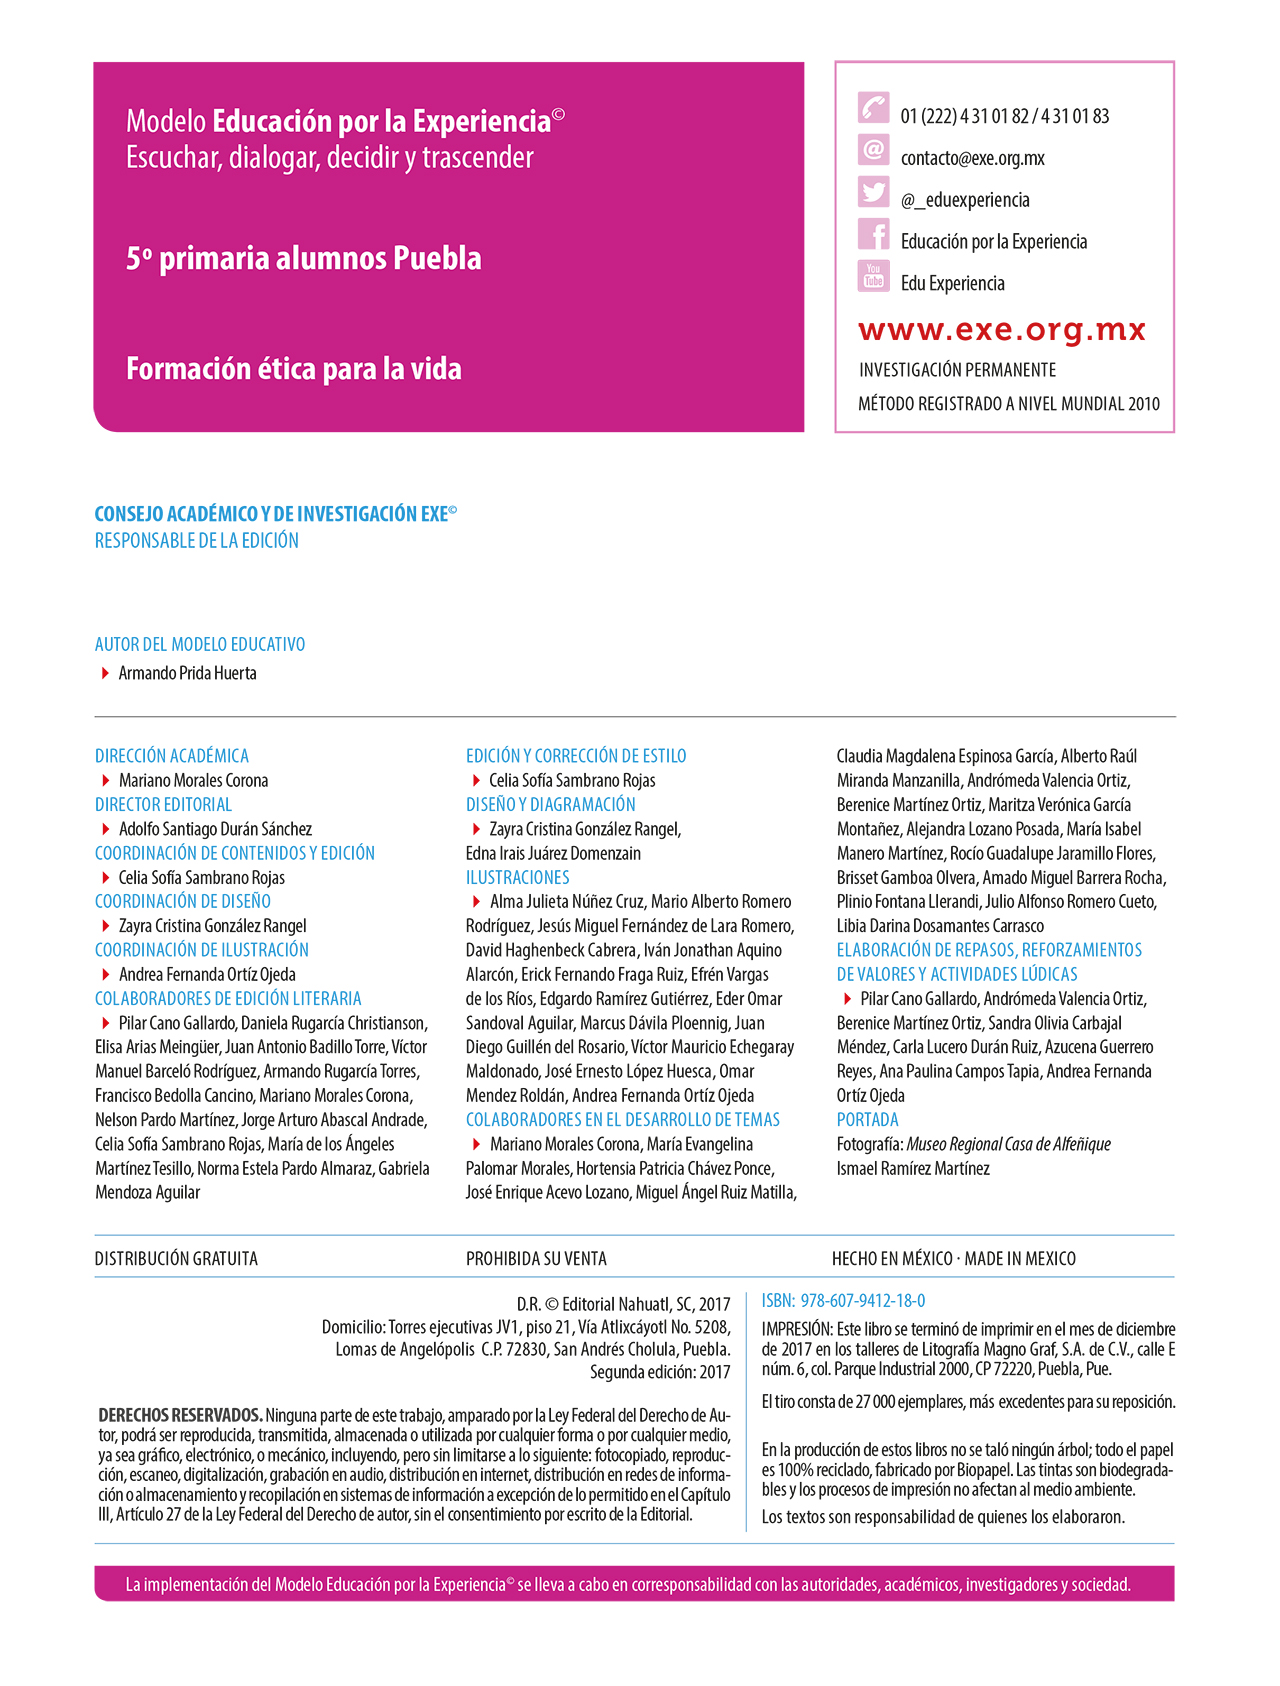 Modelo Educación por la Experiencia©
Escuchar, dialogar, decidir y trascender
5º primaria alumnos Puebla
Formación ética para la vida
01 (222) 4 31 01 82 / 4 31 01 83
@
contacto@exe.org.mx
@_eduexperiencia
f
Educación por la Experiencia
You
Tube
Edu Experiencia
www.exe.org.mx
INVESTIGACIÓN PERMANENTE
MÉTODO REGISTRADO A NIVEL MUNDIAL 2010
CONSEJO ACADÉMICO Y DE INVESTIGACIÓN EXE©
RESPONSABLE DE LA EDICIÓN
AUTOR DEL MODELO EDUCATIVO
Armando Prida Huerta
DIRECCIÓN ACADÉMICA
Mariano Morales Corona
DIRECTOR EDITORIAL
Adolfo Santiago Durán Sánchez
COORDINACIÓN DE CONTENIDOS Y EDICIÓN
Celia Sofía Sambrano Rojas
COORDINACIÓN DE DISEÑO
Zayra Cristina González Rangel
COORDINACIÓN DE ILUSTRACIÓN
Andrea Fernanda Ortíz Ojeda
COLABORADORES DE EDICIÓN LITERARIA
Pilar Cano Gallardo, Daniela Rugarcía Christianson,
Elisa Arias Meingüer, Juan Antonio Badillo Torre, Víctor
Manuel Barceló Rodríguez, Armando Rugarcía Torres,
Francisco Bedolla Cancino, Mariano Morales Corona,
Nelson Pardo Martínez, Jorge Arturo Abascal Andrade,
Celia Sofía Sambrano Rojas, María de los Ángeles
Martínez Tesillo, Norma Estela Pardo Almaraz, Gabriela
Mendoza Aguilar
EDICIÓN Y CORRECCIÓN DE ESTILO
Celia Sofía Sambrano Rojas
DISEÑO Y DIAGRAMACIÓN
Zayra Cristina González Rangel,
Edna Irais Juárez Domenzain
ILUSTRACIONES
Alma Julieta Núñez Cruz, Mario Alberto Romero
Rodríguez, Jesús Miguel Fernández de Lara Romero,
David Haghenbeck Cabrera, Iván Jonathan Aquino
Alarcón, Erick Fernando Fraga Ruiz, Efrén Vargas
de los Ríos, Edgardo Ramírez Gutiérrez, Eder Omar
Sandoval Aguilar, Marcus Dávila Ploennig, Juan
Diego Guillén del Rosario, Víctor Mauricio Echegaray
Maldonado, José Ernesto López Huesca, Omar
Mendez Roldán, Andrea Fernanda Ortíz Ojeda
COLABORADORES EN EL DESARROLLO DE TEMAS
Mariano Morales Corona, María Evangelina
Palomar Morales, Hortensia Patricia Chávez Ponce,
José Enrique Acevo Lozano, Miguel Ángel Ruiz Matilla,
Claudia Magdalena Espinosa García, Alberto Raúl
Miranda Manzanilla, Andrómeda Valencia Ortiz,
Berenice Martínez Ortiz, Maritza Verónica García
Montañez, Alejandra Lozano Posada, María Isabel
Manero Martínez, Rocío Guadalupe Jaramillo Flores,
Brisset Gamboa Olvera, Amado Miguel Barrera Rocha,
Plinio Fontana Llerandi, Julio Alfonso Romero Cueto,
Libia Darina Dosamantes Carrasco
ELABORACIÓN DE REPASOS, REFORZAMIENTOS
DE VALORES Y ACTIVIDADES LÚDICAS
Pilar Cano Gallardo, Andrómeda Valencia Ortiz,
Berenice Martínez Ortiz, Sandra Olivia Carbajal
Méndez, Carla Lucero Durán Ruiz, Azucena Guerrero
Reyes, Ana Paulina Campos Tapia, Andrea Fernanda
Ortíz Ojeda
PORTADA
Fotografía: Museo Regional Casa de Alfeñique
Ismael Ramírez Martínez
DISTRIBUCIÓN GRATUITA
PROHIBIDA SU VENTA
HECHO EN MÉXICO · MADE IN MEXICO
D.R. © Editorial Nahuatl, SC, 2017
Domicilio: Torres ejecutivas JV1, piso 21, Vía Atlixcáyotl No. 5208,
Lomas de Angelópolis C.P. 72830, San Andrés Cholula, Puebla.
Segunda edición: 2017
DERECHOS RESERVADOS. Ninguna parte de este trabajo, amparado por la Ley Federal del Derecho de Au-
tor, podrá ser reproducida, transmitida, almacenada o utilizada por cualquier forma o por cualquier medio,
ya sea gráfico, electrónico, o mecánico, incluyendo, pero sin limitarse a lo siguiente: fotocopiado, reproduc-
ción, escaneo, digitalización, grabación en audio, distribución en internet, distribución en redes de informa-
ción o almacenamiento y recopilación en sistemas de información a excepción de lo permitido en el Capítulo
III, Artículo 27 de la Ley Federal del Derecho de autor, sin el consentimiento por escrito de la Editorial.
ISBN: 978-607-9412-18-0
IMPRESIÓN: Este libro se terminó de imprimir en el mes de diciembre
de 2017 en los talleres de Litografía Magno Graf, S.A. de C.V., calle E
núm. 6, col. Parque Industrial 2000, CP 72220, Puebla, Pue.
El tiro consta de 27 000 ejemplares, más excedentes para su reposición.
En la producción de estos libros no se taló ningún árbol; todo el papel
es 100% reciclado, fabricado por Biopapel. Las tintas son biodegrada-
bles y los procesos de impresión no afectan al medio ambiente.
Los textos son responsabilidad de quienes los elaboraron.
La implementación del Modelo Educación por la Experiencia© se lleva a cabo en corresponsabilidad con las autoridades, académicos, investigadores y sociedad.